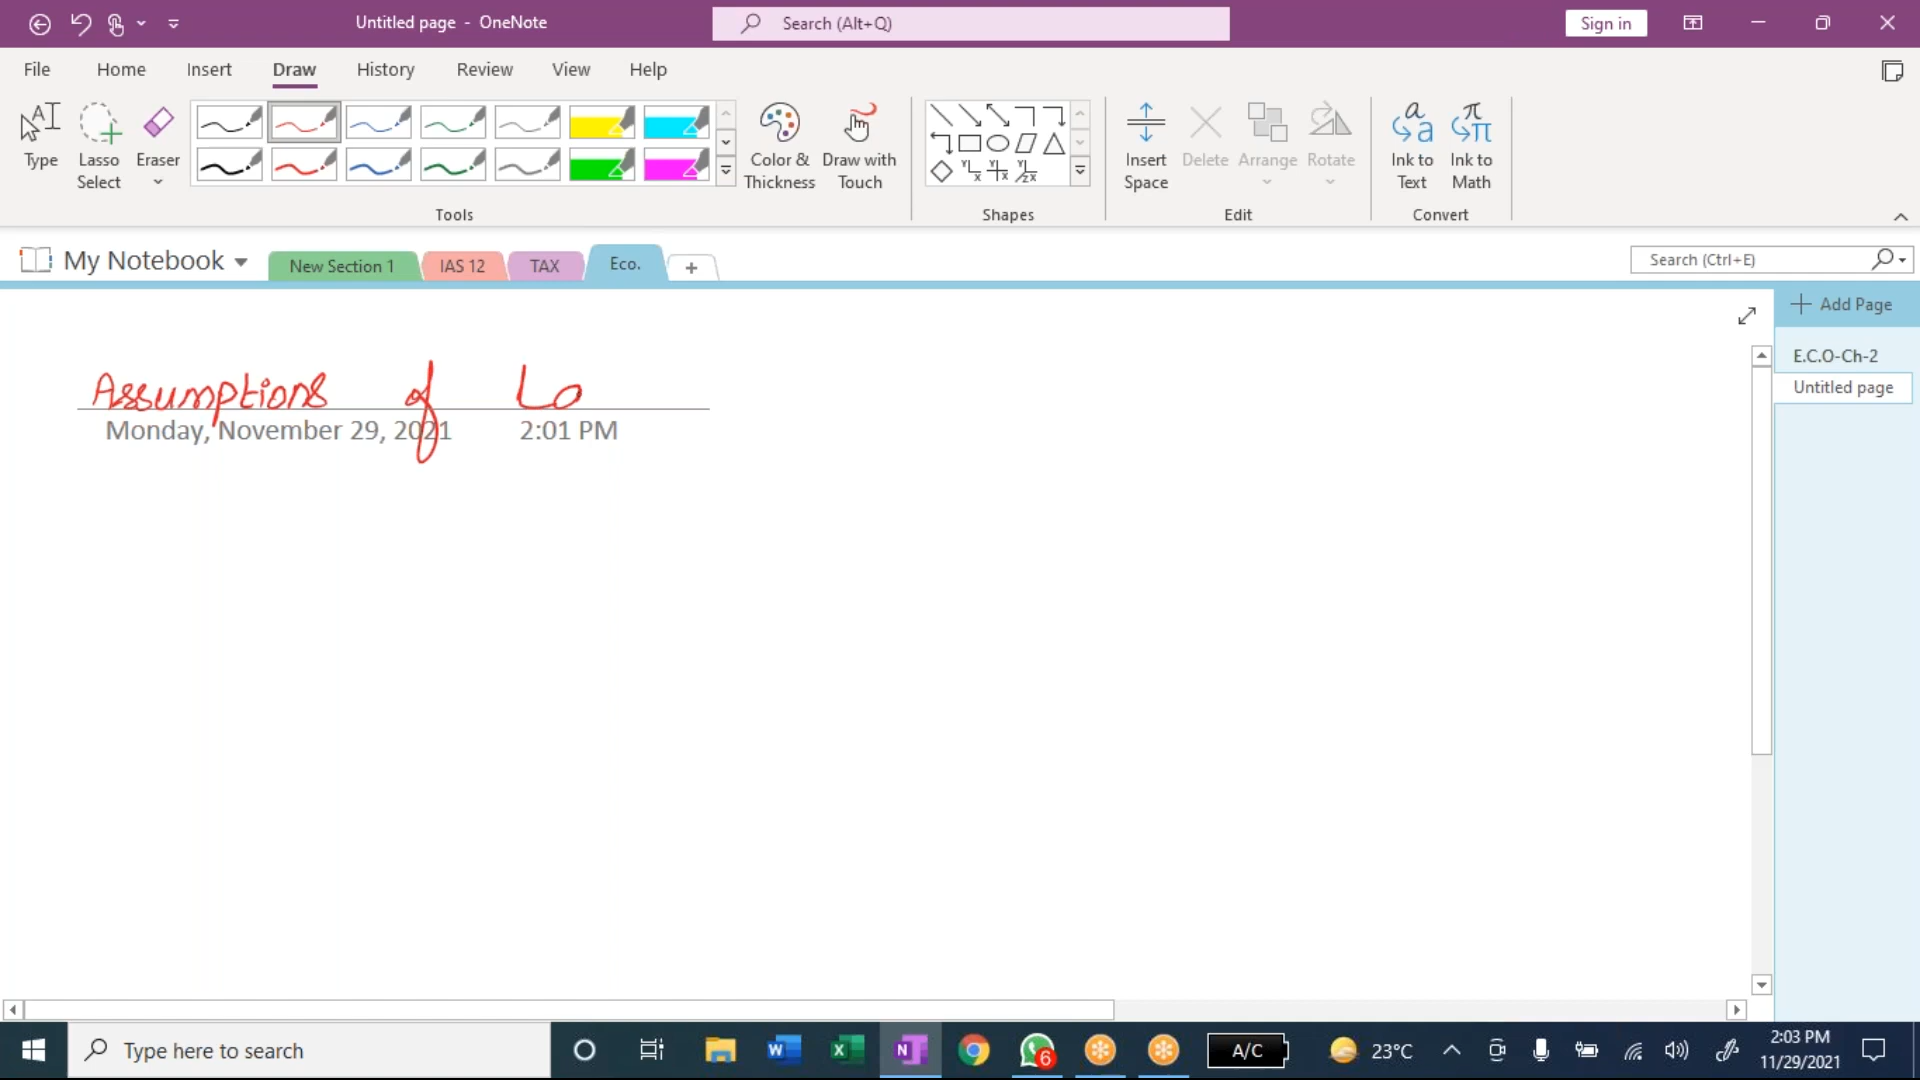 Untitled page - OneNote
Search (Alt+Q)
Sign in
File Home Insert Draw History Review View Help
Type
Lasso Select
Eraser
Color & Thickness
Draw with Touch
Insert Space
Delete
Arrange
Rotate
Ink to Text
Ink to Math
Tools Shapes Edit Convert
My Notebook New Section 1 IAS 12 TAX Eco. +
Search (Ctrl+E)
Add Page
E.C.O-Ch-2
Untitled page
Assumptions of La
Monday, November 29, 2021 2:01 PM
Type here to search
6
A/C
23°C
2:03 PM
11/29/2021